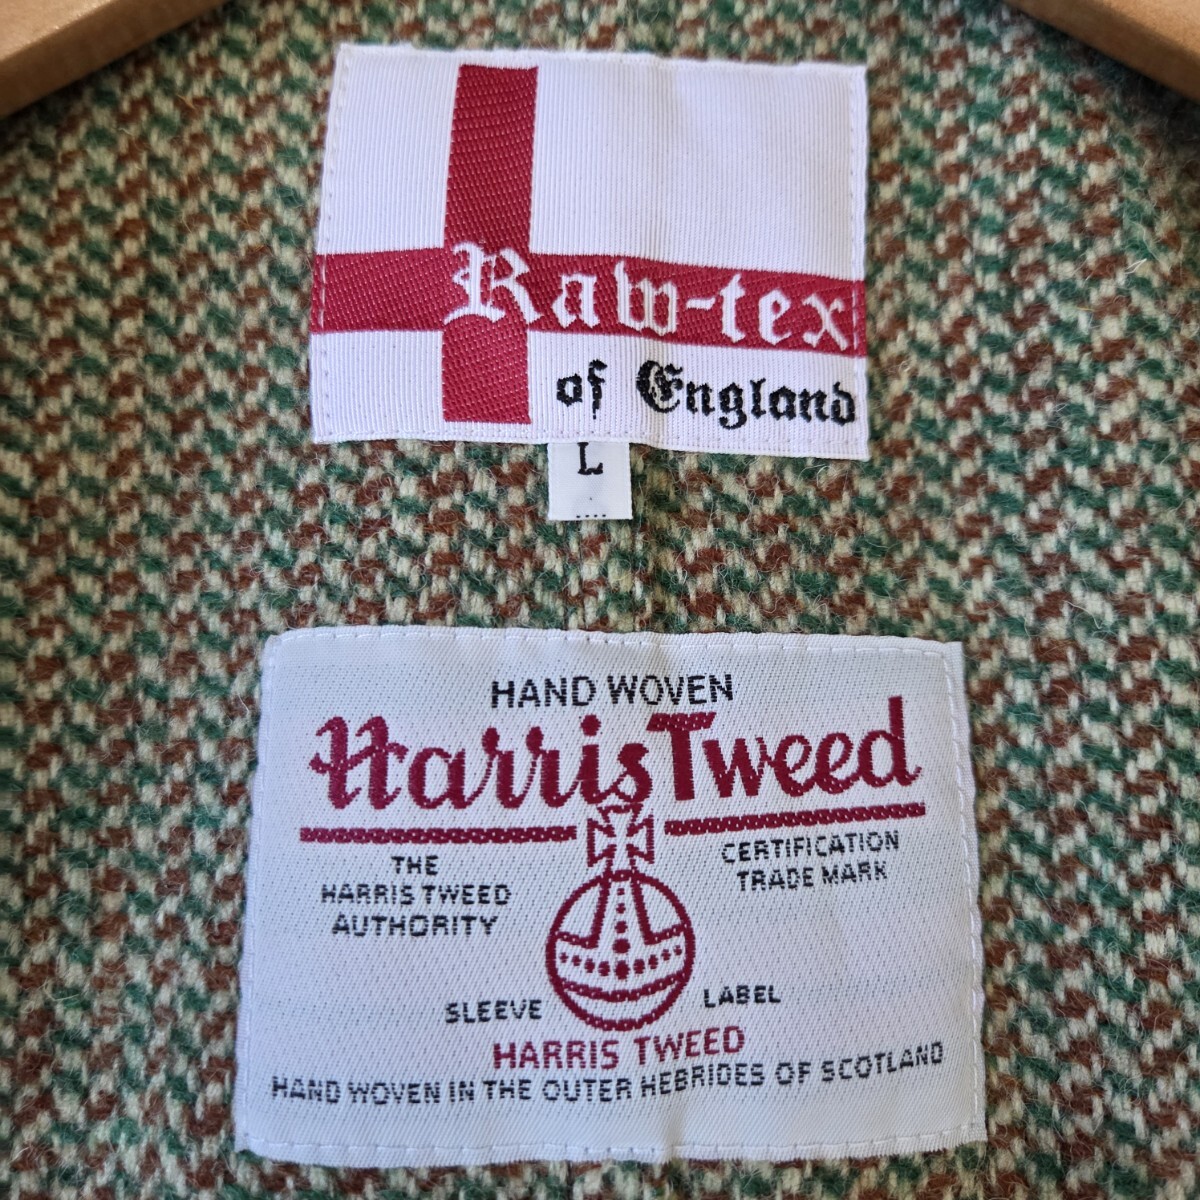 Raw-tex
of England
L
HAND WOVEN
Harris Tweed
THE
HARRIS TWEED
AUTHORITY
CERTIFICATION
TRADE MARK
SLEEVE LABEL
HARRIS TWEED
HAND WOVEN IN THE OUTER HEBRIDES OF SCOTLAND